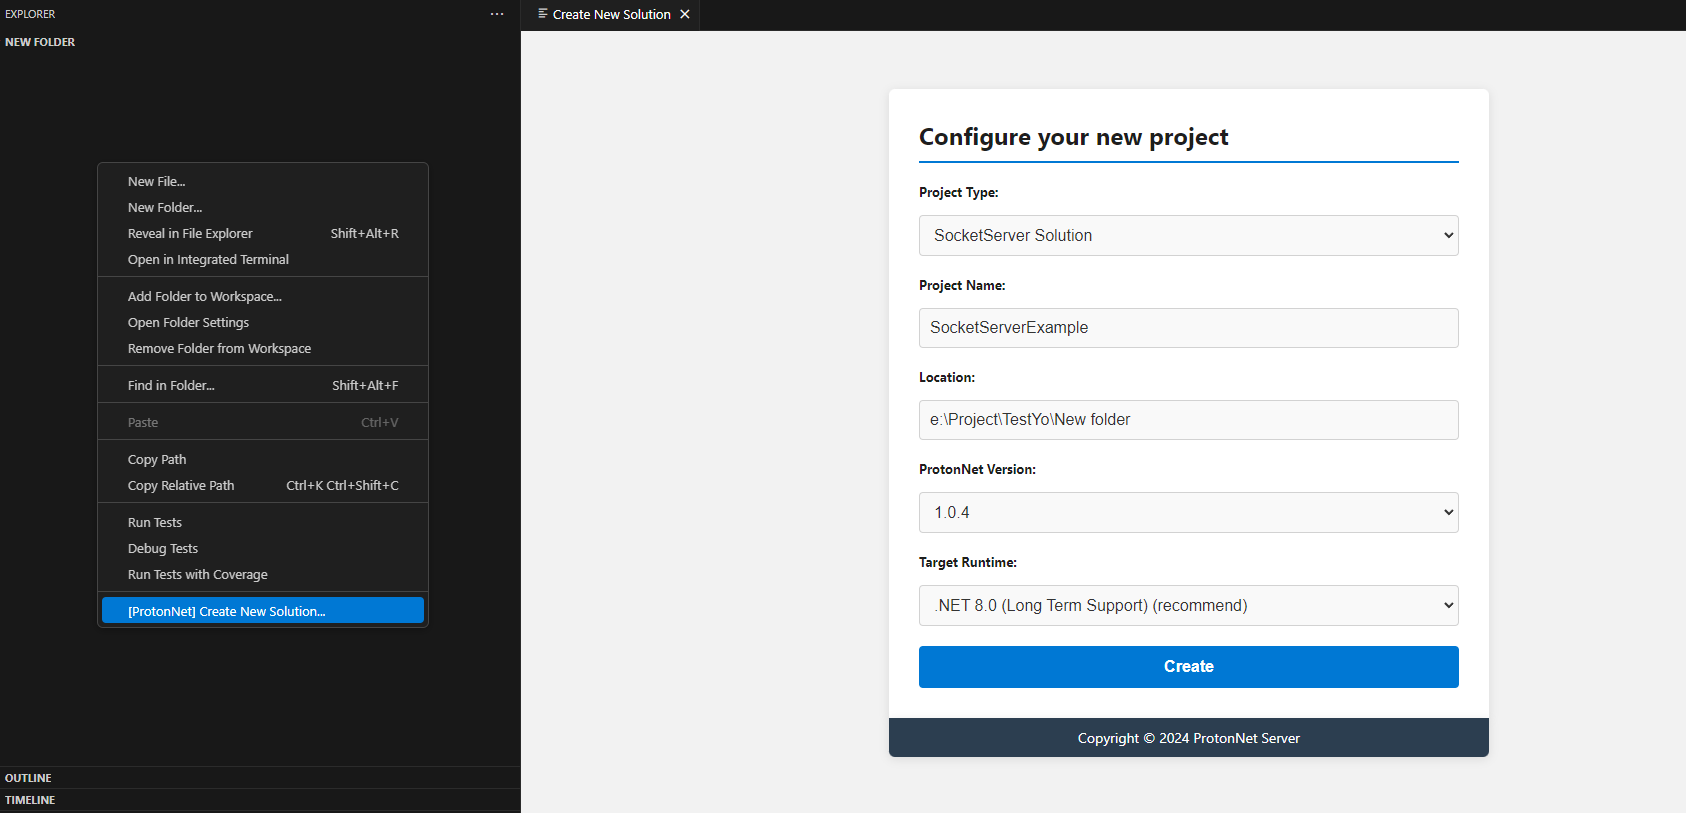 EXPLORER
NEW FOLDER
New File...
New Folder...
Reveal in File Explorer Shift+Alt+R
Open in Integrated Terminal
Add Folder to Workspace...
Open Folder Settings
Remove Folder from Workspace
Find in Folder... Shift+Alt+F
Paste Ctrl+V
Copy Path
Copy Relative Path Ctrl+K Ctrl+Shift+C
Run Tests
Debug Tests
Run Tests with Coverage
[ProtonNet] Create New Solution...
OUTLINE
TIMELINE
Create New Solution
Configure your new project
Project Type:
SocketServer Solution
Project Name:
SocketServerExample
Location:
e:\Project\TestYo\New folder
ProtonNet Version:
1.0.4
Target Runtime:
.NET 8.0 (Long Term Support) (recommend)
Create
Copyright © 2024 ProtonNet Server